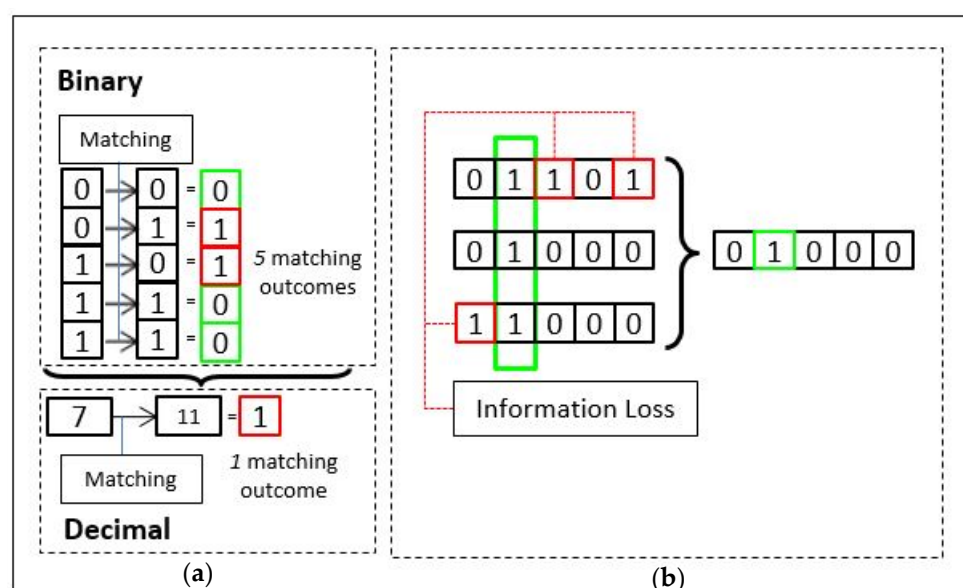 Binary
Matching
0 0 = 0
0 1 = 1
1 0 = 1
1 1 = 0
1 1 = 0
5 matching
outcomes
7 11 = 1
1 matching
outcome
Matching
Decimal
(a)
0 1 1 0 1
0 1 0 0 0
1 1 0 0 0
0 1 0 0 0
Information Loss
(b)